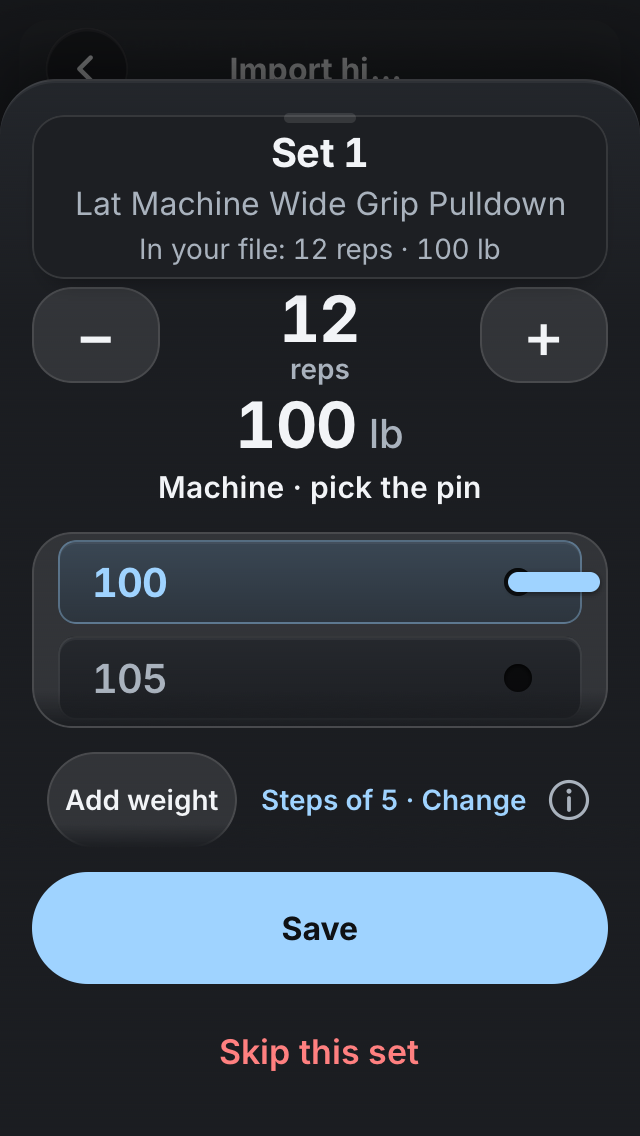 Import hi...
Set 1
Lat Machine Wide Grip Pulldown
In your file: 12 reps · 100 lb
−
12
+
reps
100 lb
Machine · pick the pin
100
105
Add weight
Steps of 5 · Change
Save
Skip this set